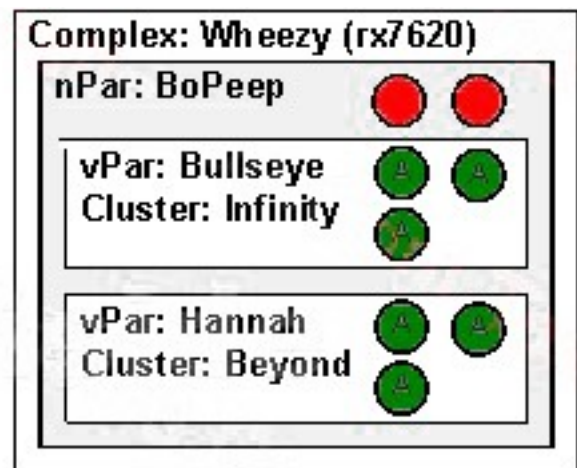 Complex: Wheezy (rx7620)
nPar: BoPeep
vPar: Bullseye
A A
Cluster: Infinity
A
vPar: Hannah
A A
Cluster: Beyond
A